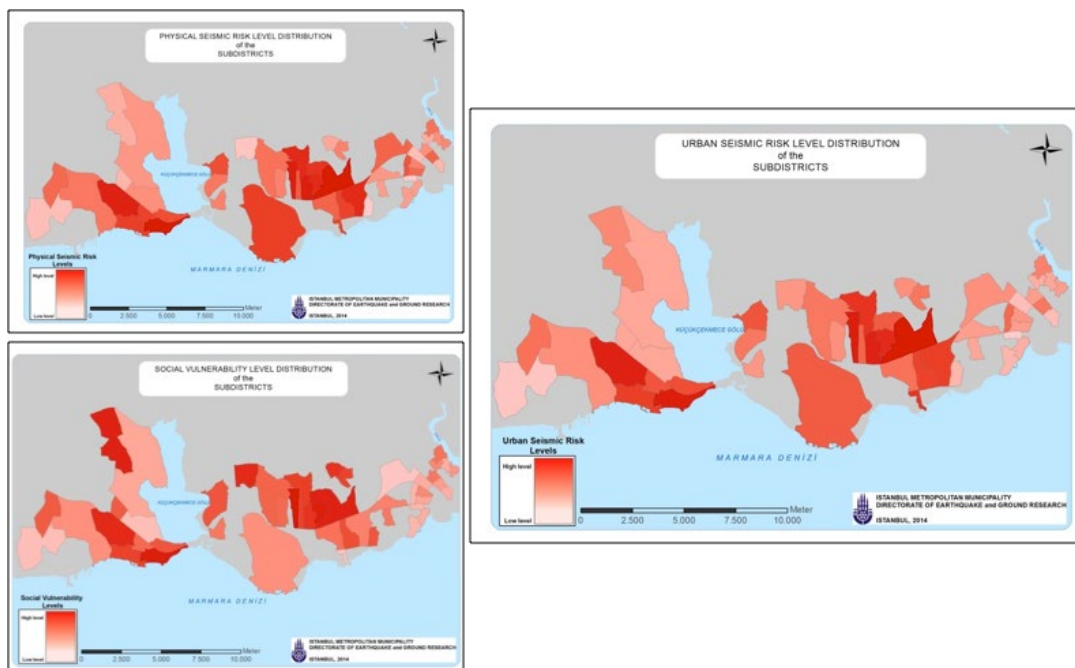 PHYSICAL SEISMIC RISK LEVEL DISTRIBUTION
of the
SUBDISTRICTS
KÜÇÜKÇEKMECE GÖLÜ
MARMARA DENİZİ
Physical Seismic Risk
Levels
High level
Low level
Meter
0 2.500 5.000 7.500 10.000
ISTANBUL METROPOLITAN MUNICIPALITY
DIRECTORATE OF EARTHQUAKE and GROUND RESEARCH
ISTANBUL, 2014
SOCIAL VULNERABILITY LEVEL DISTRIBUTION
of the
SUBDISTRICTS
KÜÇÜKÇEKMECE GÖLÜ
MARMARA DENİZİ
Social Vulnerability
Levels
High level
Low level
Meter
0 2.500 5.000 7.500 10.000
ISTANBUL METROPOLITAN MUNICIPALITY
DIRECTORATE OF EARTHQUAKE and GROUND RESEARCH
ISTANBUL, 2014
URBAN SEISMIC RISK LEVEL DISTRIBUTION
of the
SUBDISTRICTS
KÜÇÜKÇEKMECE GÖLÜ
MARMARA DENİZİ
Urban Seismic Risk
Levels
High level
Low level
Meter
0 2.500 5.000 7.500 10.000
ISTANBUL METROPOLITAN MUNICIPALITY
DIRECTORATE OF EARTHQUAKE and GROUND RESEARCH
ISTANBUL, 2014